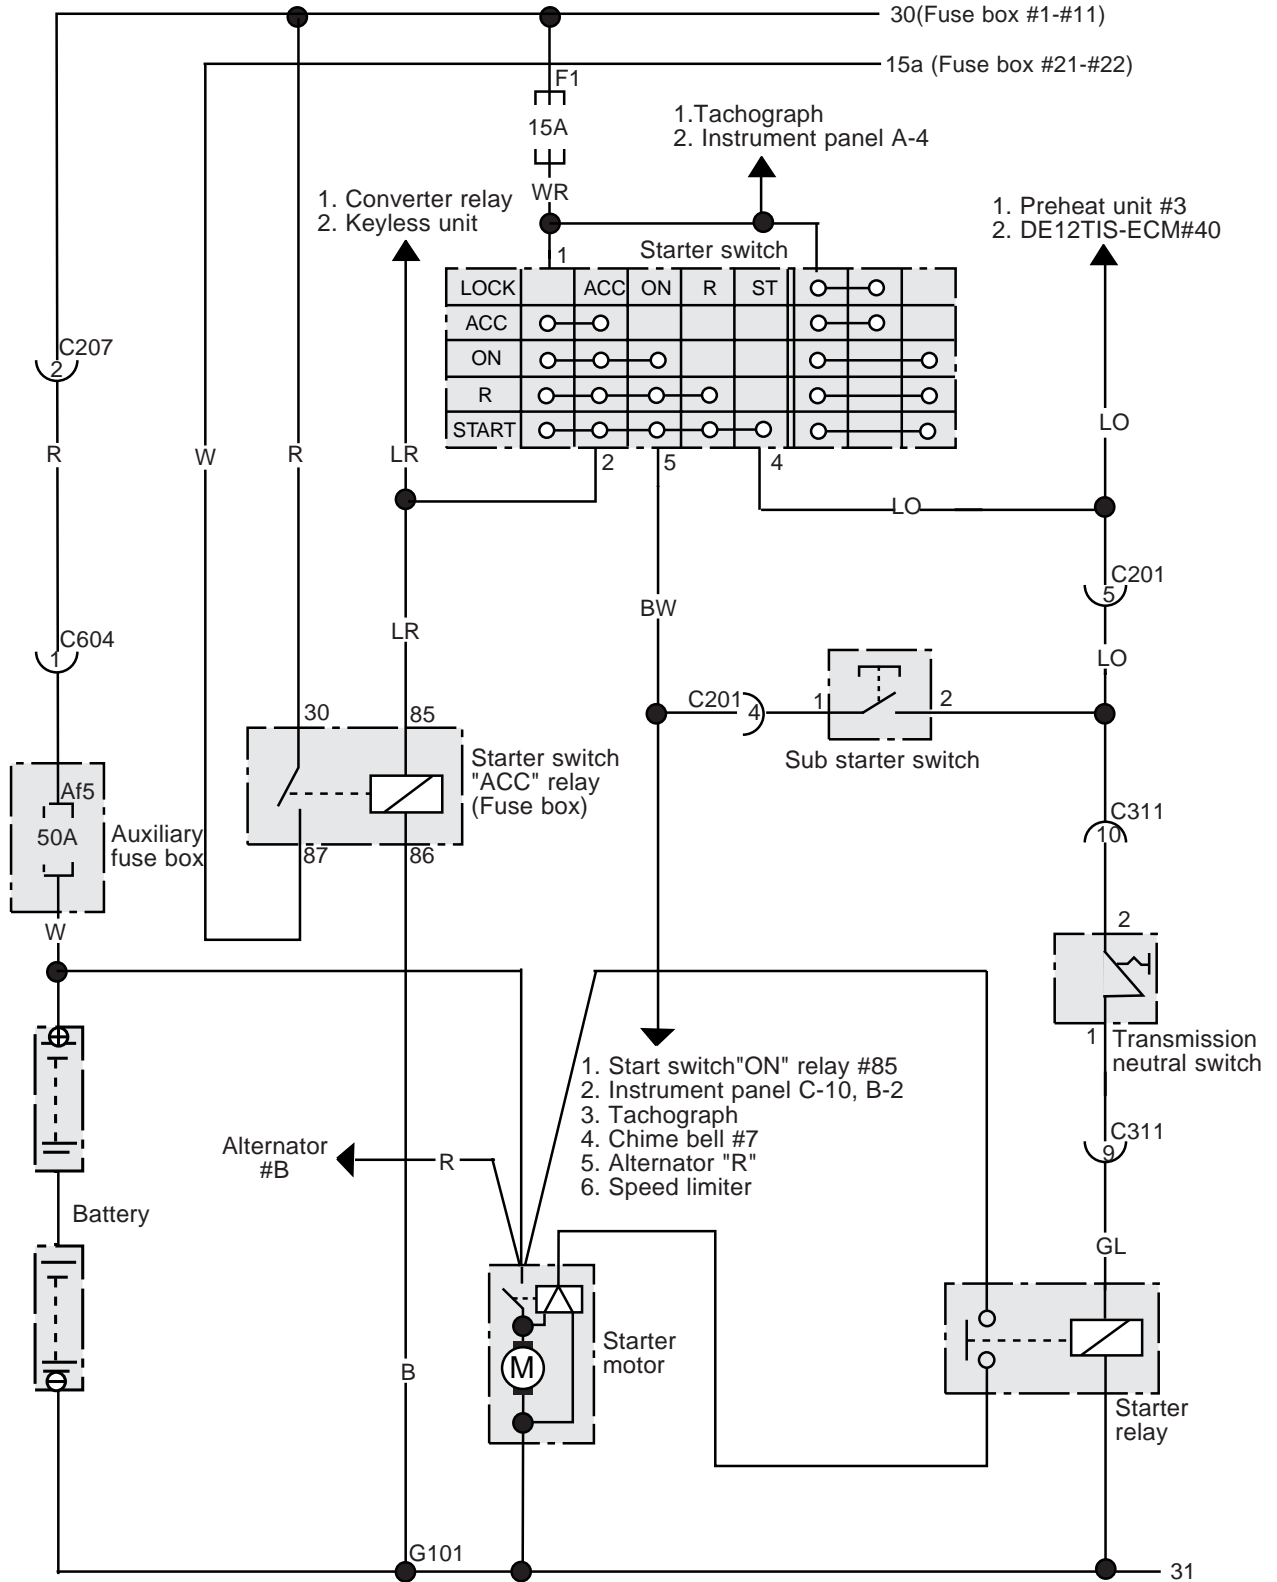 30(Fuse box #1-#11)
15a (Fuse box #21-#22)
F1
15A
WR
1.Tachograph
2. Instrument panel A-4
1. Converter relay
2. Keyless unit
1. Preheat unit #3
2. DE12TIS-ECM#40
Starter switch
1
LOCK ACC ON R ST
ACC
ON
R
START
2 5 4
C207
2
R
W
R
LR
LO
LO
C201
5
BW
LR
LO
C604
1
C201
4
1
2
Sub starter switch
30
85
Starter switch
"ACC" relay
(Fuse box)
87
86
Af5
50A
Auxiliary
fuse box
W
C311
10
2
1
Transmission
neutral switch
1. Start switch"ON" relay #85
2. Instrument panel C-10, B-2
3. Tachograph
4. Chime bell #7
5. Alternator "R"
6. Speed limiter
C311
9
Alternator
#B
R
Battery
GL
M
Starter
motor
B
Starter
relay
G101
31